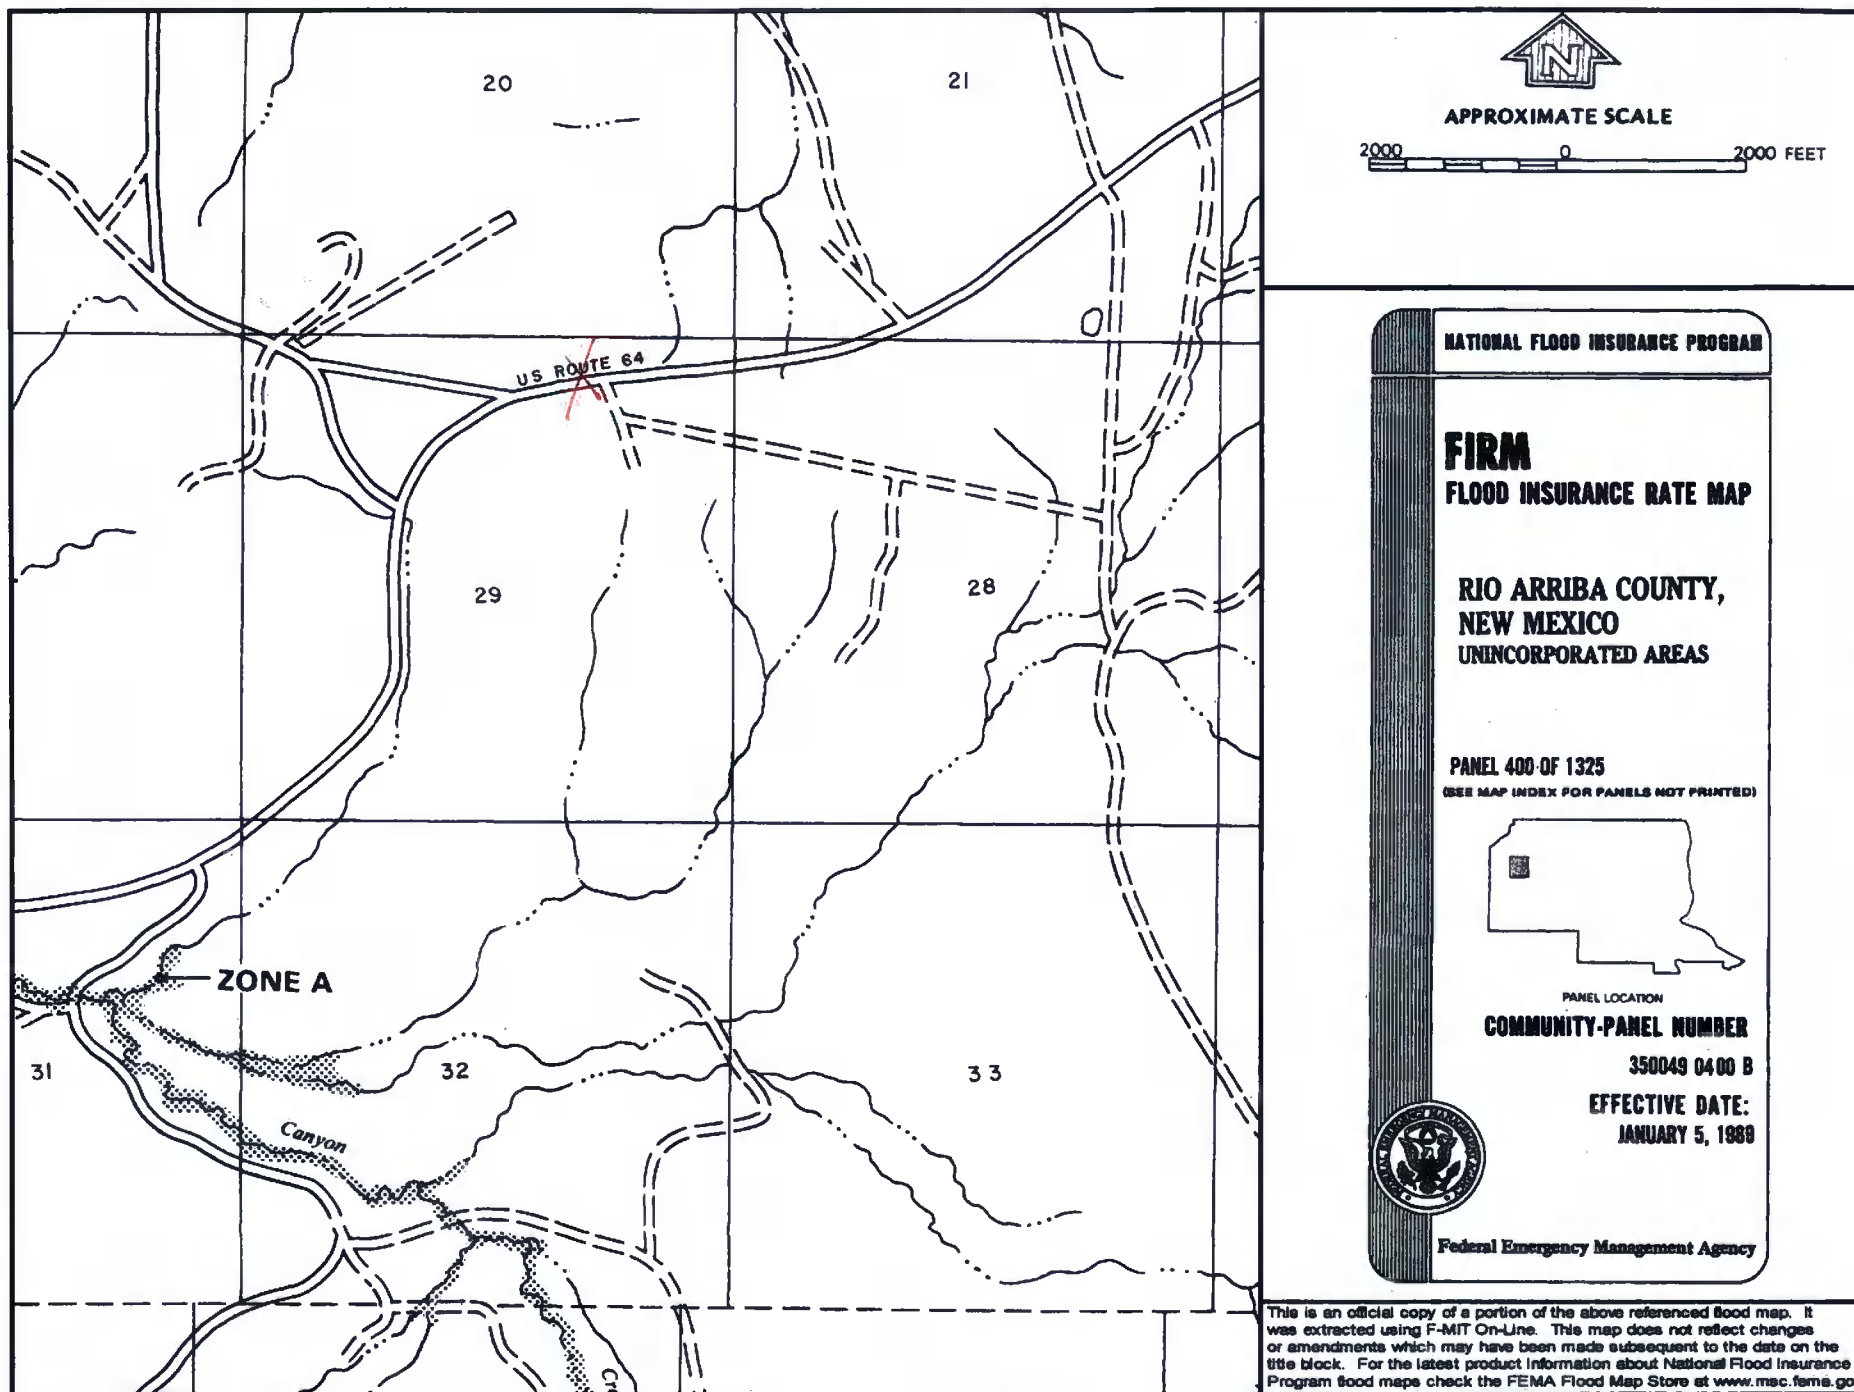 20
21
US ROUTE 64
29
28
ZONE A
31
32
33
Canyon
N
APPROXIMATE SCALE
2000 0 2000 FEET
NATIONAL FLOOD INSURANCE PROGRAM
FIRM
FLOOD INSURANCE RATE MAP
RIO ARRIBA COUNTY,
NEW MEXICO
UNINCORPORATED AREAS
PANEL 400 OF 1325
(SEE MAP INDEX FOR PANELS NOT PRINTED)
PANEL LOCATION
COMMUNITY-PANEL NUMBER
350049 0400 B
EFFECTIVE DATE:
JANUARY 5, 1989
Federal Emergency Management Agency
This is an official copy of a portion of the above referenced flood map. It
was extracted using F-MIT On-Line. This map does not reflect changes
or amendments which may have been made subsequent to the date on the
title block. For the latest product information about National Flood Insurance
Program flood maps check the FEMA Flood Map Store at www.msc.fema.go